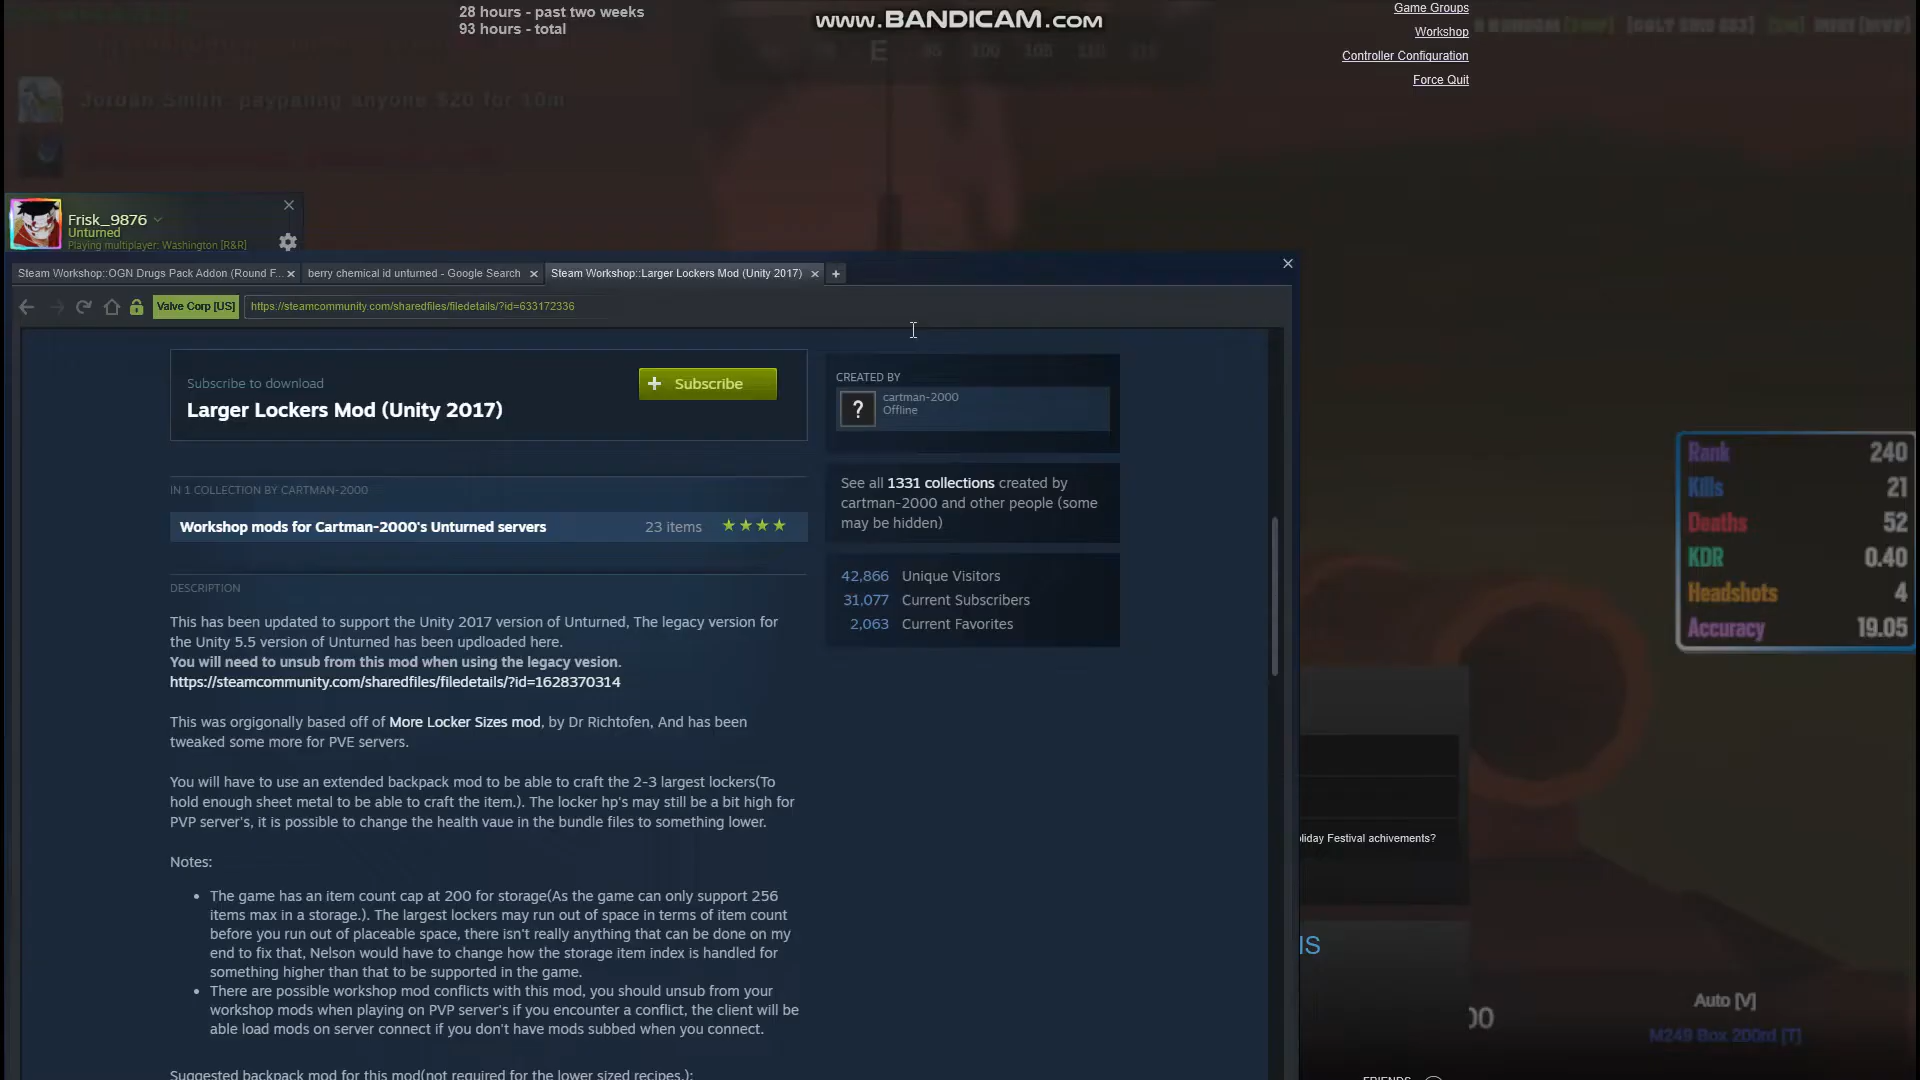 28 hours - past two weeks
93 hours - total
www.BANDICAM.com
Game Groups
Workshop
Controller Configuration
Force Quit
E 95 100 105 110
Jordan Smith: paypaling anyone $20 for 10m
Frisk_9876
Unturned
Playing multiplayer: Washington [R&R]
Steam Workshop::OGN Drugs Pack Addon (Round F...
berry chemical id unturned - Google Search
Steam Workshop::Larger Lockers Mod (Unity 2017)
Valve Corp [US]
https://steamcommunity.com/sharedfiles/filedetails/?id=633172336
Subscribe to download
Larger Lockers Mod (Unity 2017)
+ Subscribe
IN 1 COLLECTION BY CARTMAN-2000
Workshop mods for Cartman-2000's Unturned servers 23 items
DESCRIPTION
This has been updated to support the Unity 2017 version of Unturned, The legacy version for
the Unity 5.5 version of Unturned has been updloaded here.
You will need to unsub from this mod when using the legacy vesion.
https://steamcommunity.com/sharedfiles/filedetails/?id=1628370314
This was orgigonally based off of More Locker Sizes mod, by Dr Richtofen, And has been
tweaked some more for PVE servers.
You will have to use an extended backpack mod to be able to craft the 2-3 largest lockers(To
hold enough sheet metal to be able to craft the item.). The locker hp's may still be a bit high for
PVP server's, it is possible to change the health vaue in the bundle files to something lower.
Notes:
• The game has an item count cap at 200 for storage(As the game can only support 256
items max in a storage.). The largest lockers may run out of space in terms of item count
before you run out of placeable space, there isn't really anything that can be done on my
end to fix that, Nelson would have to change how the storage item index is handled for
something higher than that to be supported in the game.
• There are possible workshop mod conflicts with this mod, you should unsub from your
workshop mods when playing on PVP server's if you encounter a conflict, the client will be
able load mods on server connect if you don't have mods subbed when you connect.
Suggested backpack mod for this mod(not required for the lower sized recipes.):
CREATED BY
?
cartman-2000
Offline
See all 1331 collections created by
cartman-2000 and other people (some
may be hidden)
42,866 Unique Visitors
31,077 Current Subscribers
2,063 Current Favorites
Rank 240
Kills 21
Deaths 52
KDR 0.40
Headshots 4
Accuracy 19.05
liday Festival achivements?
IS
Auto [V]
M249 Box 200rd [T]
FRIENDS